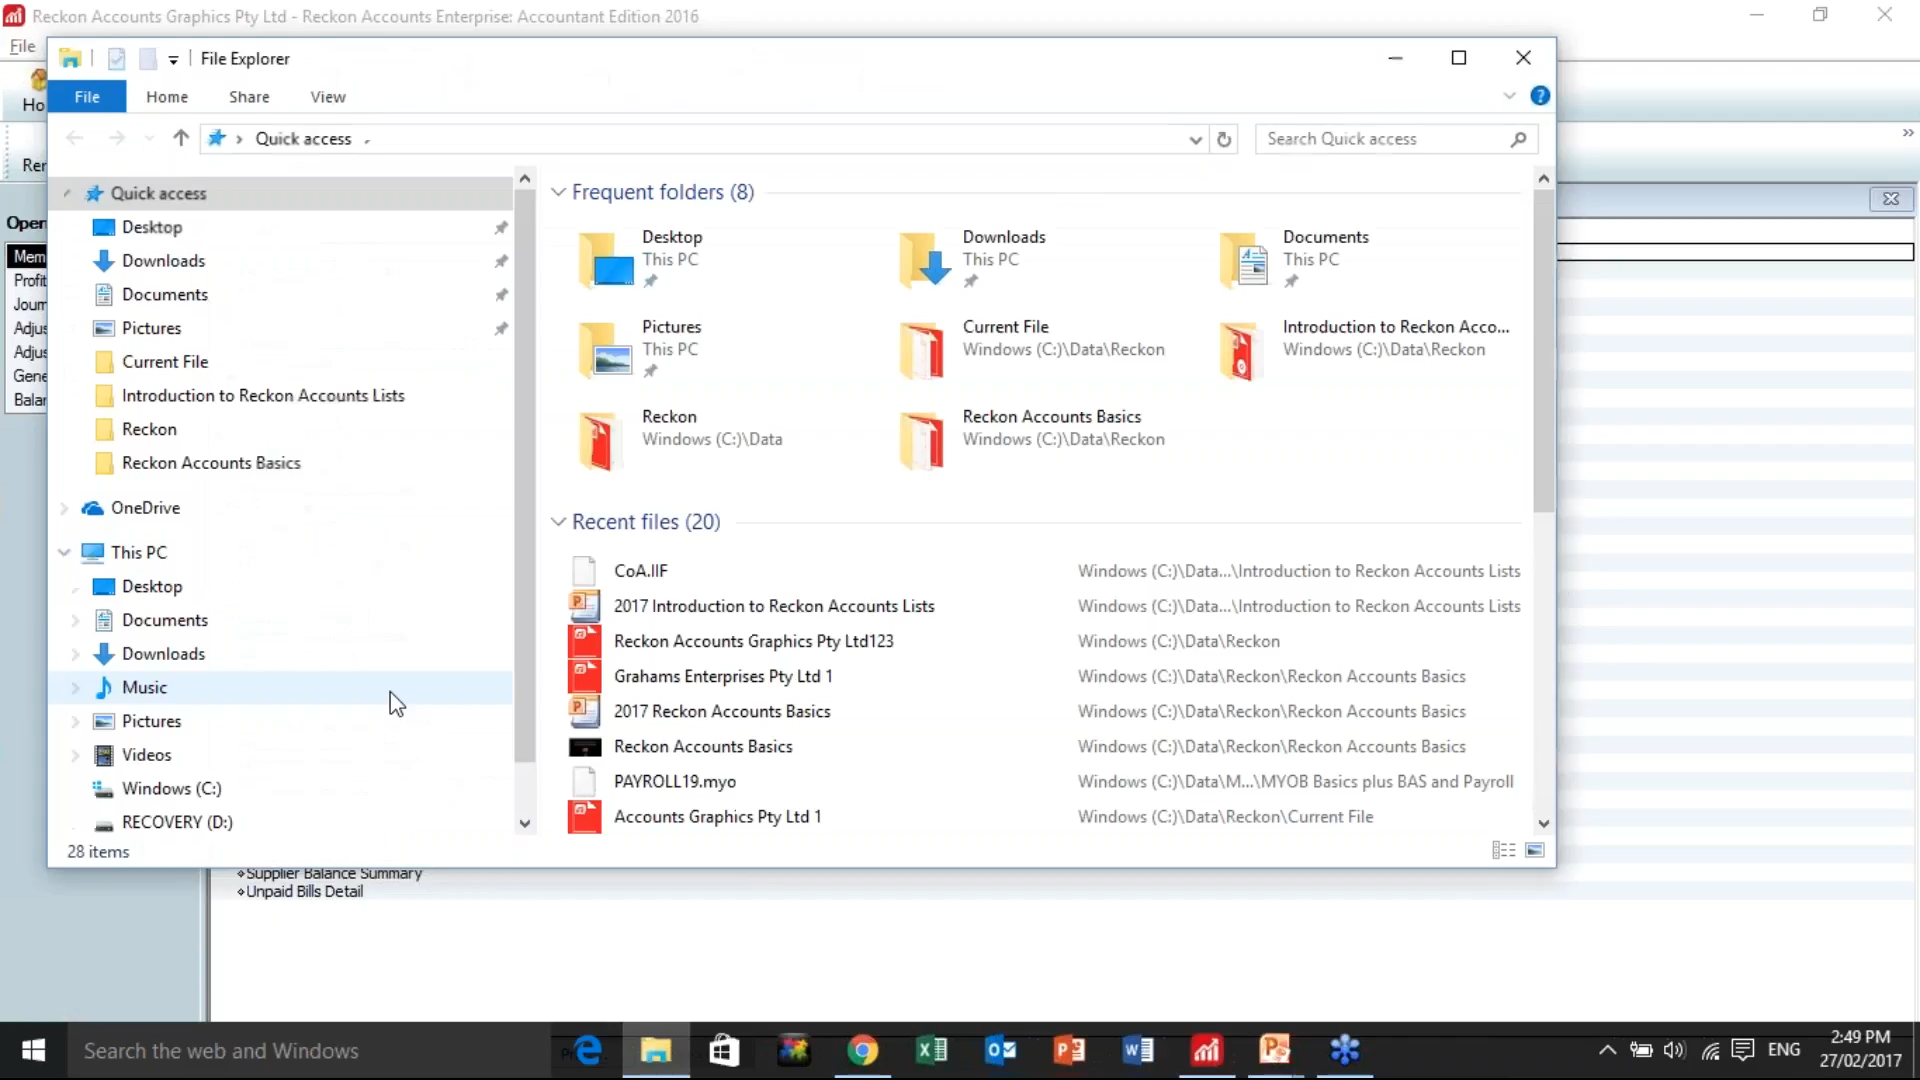 Reckon Accounts Graphics Pty Ltd - Reckon Accounts Enterprise: Accountant Edition 2016
File
File Explorer
File Home Share View
Quick access
Search Quick access
Quick access
Desktop
Downloads
Documents
Pictures
Current File
Introduction to Reckon Accounts Lists
Reckon
Reckon Accounts Basics
OneDrive
This PC
Desktop
Documents
Downloads
Music
Pictures
Videos
Windows (C:)
RECOVERY (D:)
28 items
Frequent folders (8)
Desktop
This PC
Downloads
This PC
Documents
This PC
Pictures
This PC
Current File
Windows (C:)\Data\Reckon
Introduction to Reckon Acco...
Windows (C:)\Data\Reckon
Reckon
Windows (C:)\Data
Reckon Accounts Basics
Windows (C:)\Data\Reckon
Recent files (20)
CoA.IIF Windows (C:)\Data...\Introduction to Reckon Accounts Lists
2017 Introduction to Reckon Accounts Lists Windows (C:)\Data...\Introduction to Reckon Accounts Lists
Reckon Accounts Graphics Pty Ltd123 Windows (C:)\Data\Reckon
Grahams Enterprises Pty Ltd 1 Windows (C:)\Data\Reckon\Reckon Accounts Basics
2017 Reckon Accounts Basics Windows (C:)\Data\Reckon\Reckon Accounts Basics
Reckon Accounts Basics Windows (C:)\Data\Reckon\Reckon Accounts Basics
PAYROLL19.myo Windows (C:)\Data\M...\MYOB Basics plus BAS and Payroll
Accounts Graphics Pty Ltd 1 Windows (C:)\Data\Reckon\Current File
Ho
Rer
Open
Mem
Profit
Jour
Adjus
Adjus
Gene
Balar
Supplier Balance Summary
Unpaid Bills Detail
Search the web and Windows
ENG
2:49 PM
27/02/2017